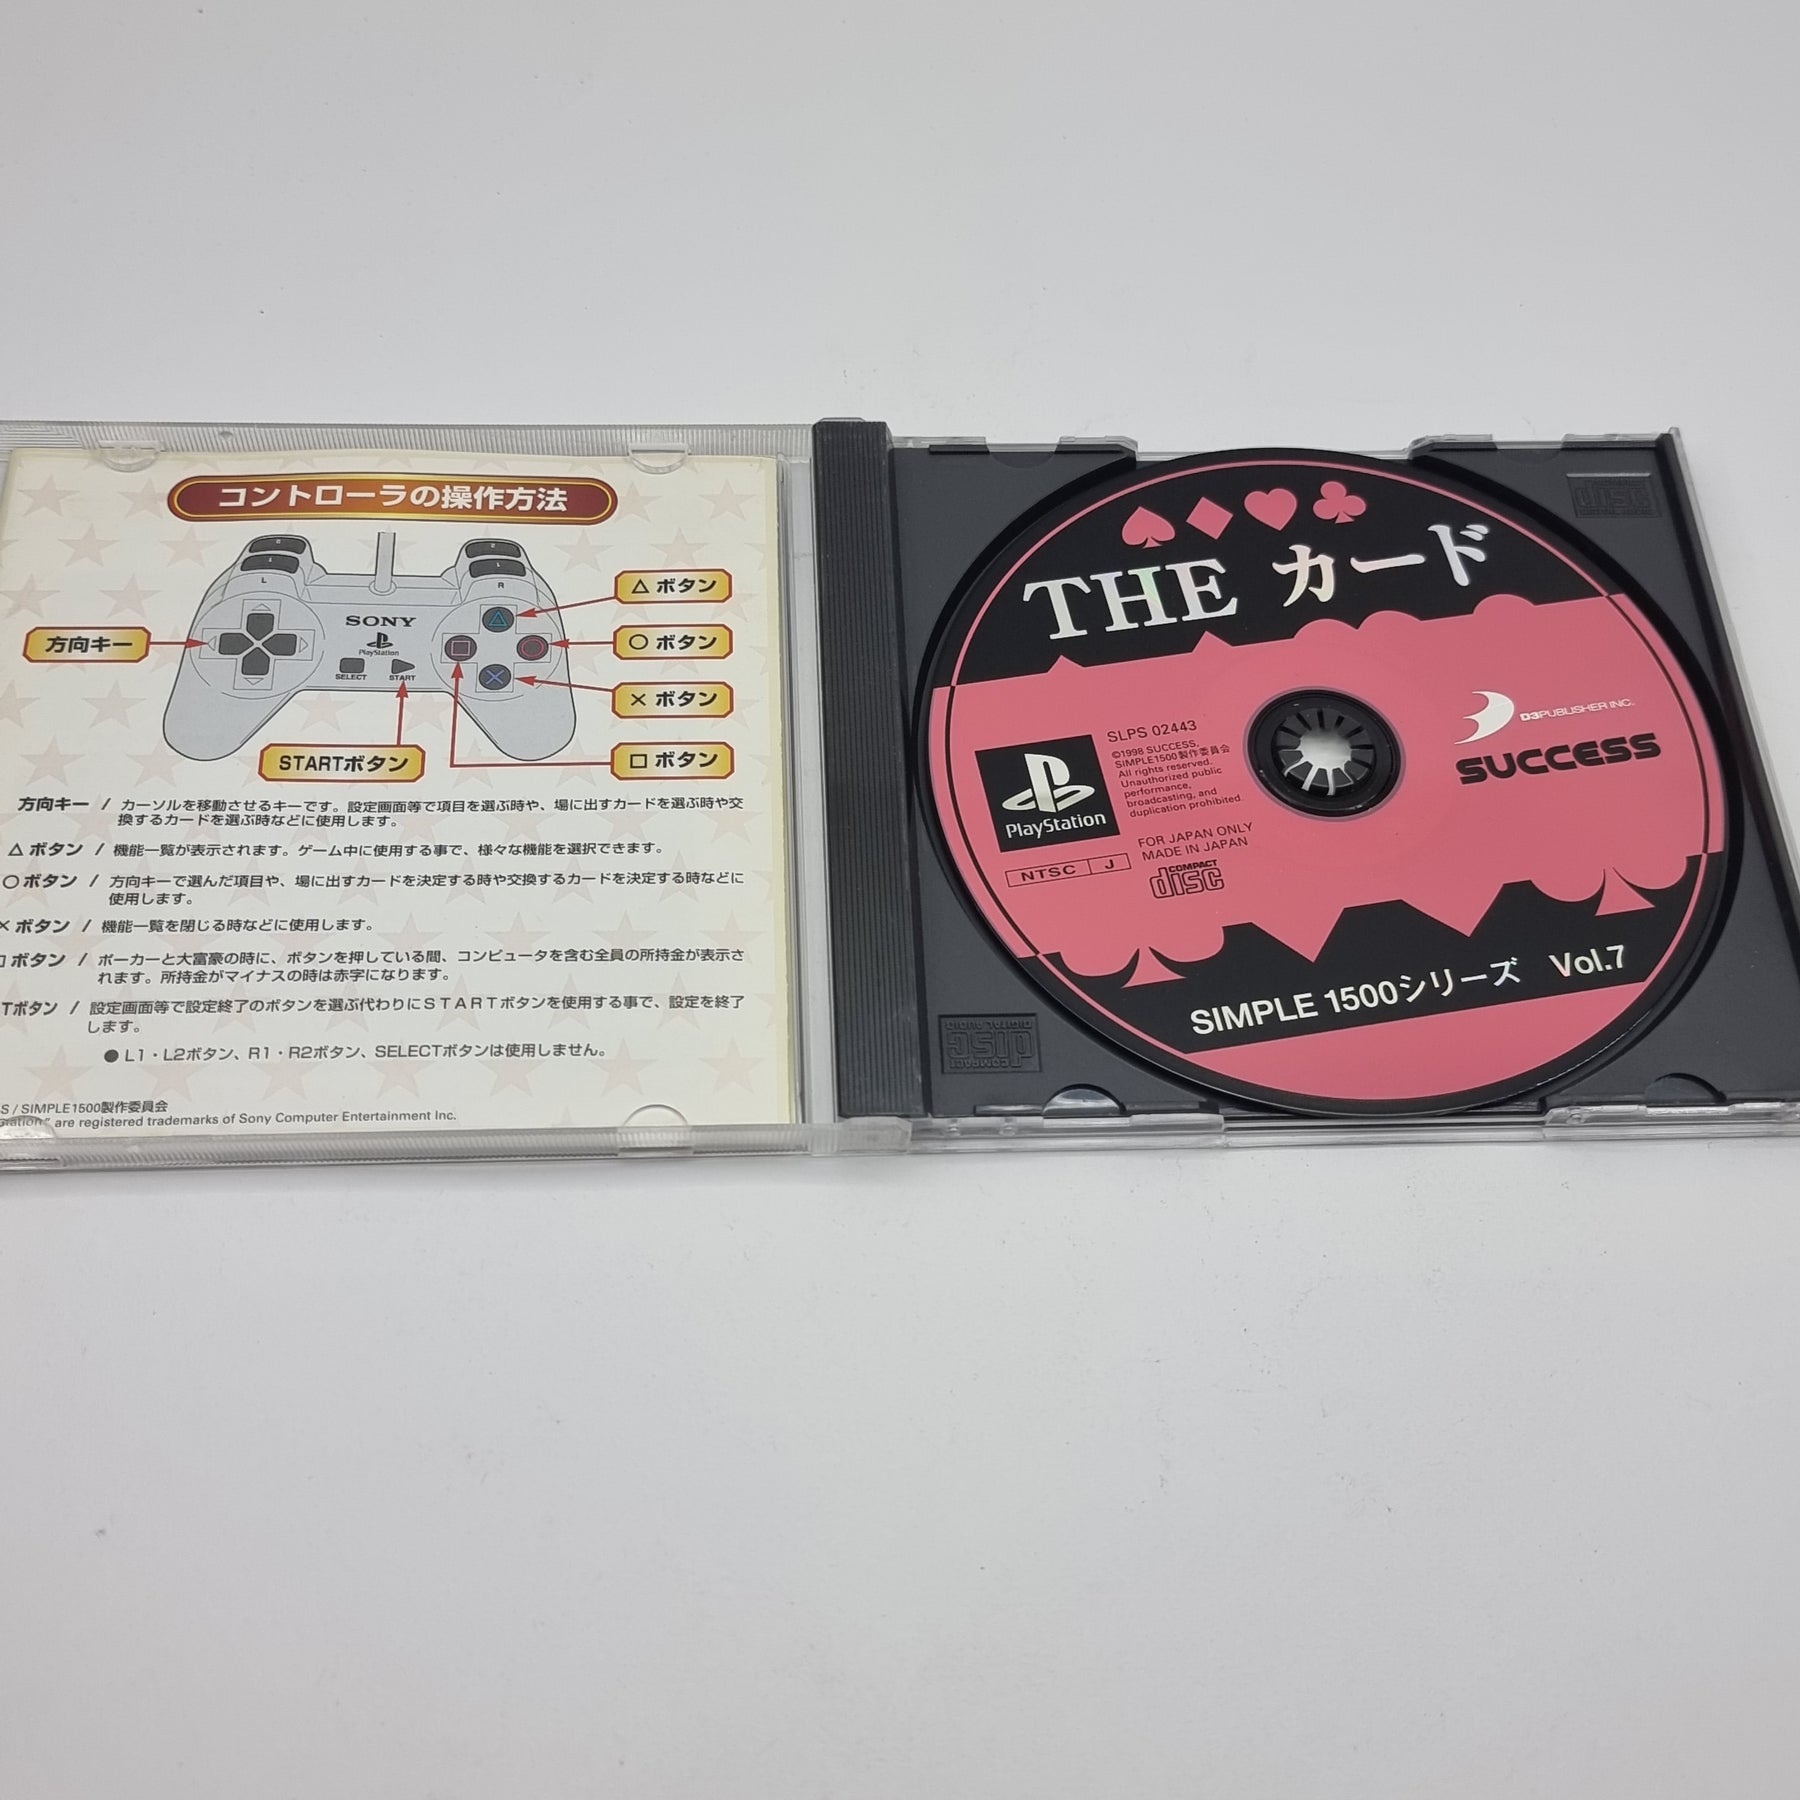 コントローラの操作方法
L
R
SONY
PlayStation
SELECT
START
方向キー
△ ボタン
○ ボタン
× ボタン
□ ボタン
STARTボタン
方向キー / カーソルを移動させるキーです。設定画面等で項目を選ぶ時や、場に出すカードを選ぶ時や交
換するカードを選ぶ時などに使用します。
△ ボタン / 機能一覧が表示されます。ゲーム中に使用する事で、様々な機能を選択できます。
○ ボタン / 方向キーで選んだ項目や、場に出すカードを決定する時や交換するカードを決定する時などに
使用します。
× ボタン / 機能一覧を閉じる時などに使用します。
□ ボタン / ポーカーと大富豪の時に、ボタンを押している間、コンピュータを含む全員の所持金が表示さ
れます。所持金がマイナスの時は赤字になります。
Tボタン / 設定画面等で設定終了のボタンを選ぶ代わりにSTARTボタンを使用する事で、設定を終了
します。
● L1・L2ボタン、R1・R2ボタン、SELECTボタンは使用しません。
S / SIMPLE1500製作委員会
Station" are registered trademarks of Sony Computer Entertainment Inc.
THE カード
D3PUBLISHER INC.
SUCCESS
SLPS 02443
©1998 SUCCESS,
SIMPLE1500製作委員会
All rights reserved.
Unauthorized public
performance,
broadcasting, and
duplication prohibited.
PlayStation
FOR JAPAN ONLY
MADE IN JAPAN
NTSC J
COMPACT
disc
SIMPLE 1500シリーズ Vol.7
COMPACT
disc
DIGITAL AUDIO